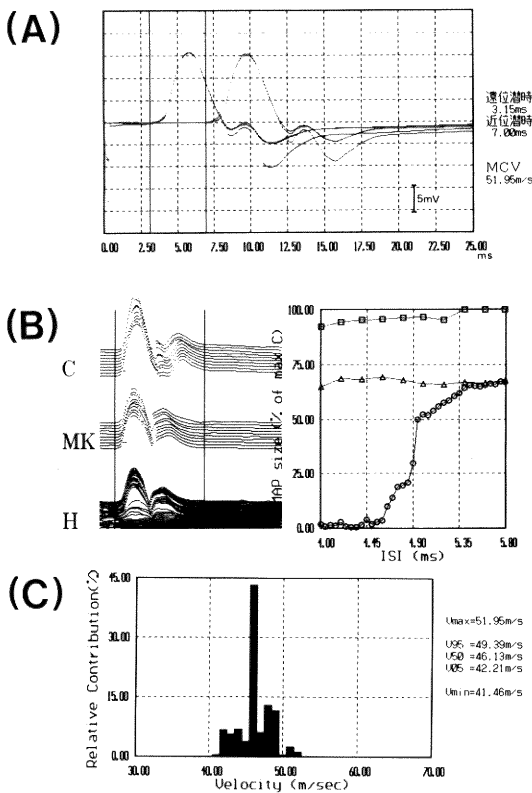 (A)
遠位潜時
3.15ms
近位潜時
7.00ms
MCV
51.95m/s
5mV
0.00 2.50 5.00 7.50 10.00 12.50 15.00 17.50 20.00 22.50 25.00
ms
(B)
C
MK
H
MAP size (% of max C)
100.00
75.00
50.00
25.00
0.00
4.00 4.45 4.90 5.35 5.80
ISI (ms)
(C)
Relative Contribution(%)
45.00
30.00
15.00
0.00
30.00 40.00 50.00 60.00 70.00
Velocity (m/sec)
Vmax=51.95m/s
V95 =49.39m/s
V50 =46.13m/s
V05 =42.21m/s
Vmin=41.46m/s